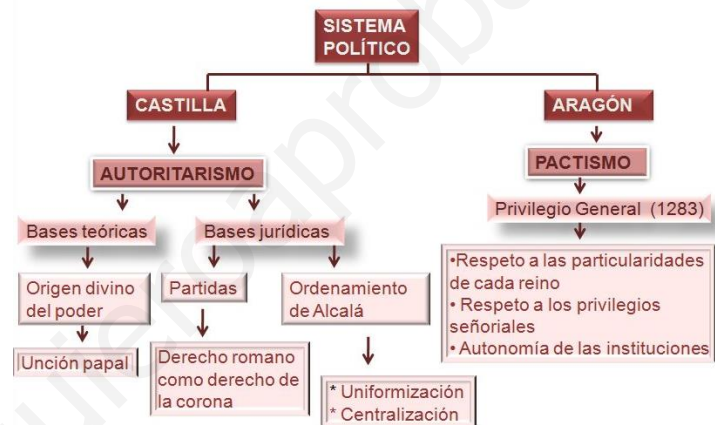 SISTEMA
POLÍTICO
CASTILLA
ARAGÓN
AUTORITARISMO
PACTISMO
Bases teóricas
Bases jurídicas
Privilegio General (1283)
Origen divino
del poder
Partidas
Ordenamiento
de Alcalá
•Respeto a las particularidades
de cada reino
• Respeto a los privilegios
señoriales
• Autonomía de las instituciones
Unción papal
Derecho romano
como derecho de
la corona
* Uniformización
* Centralización